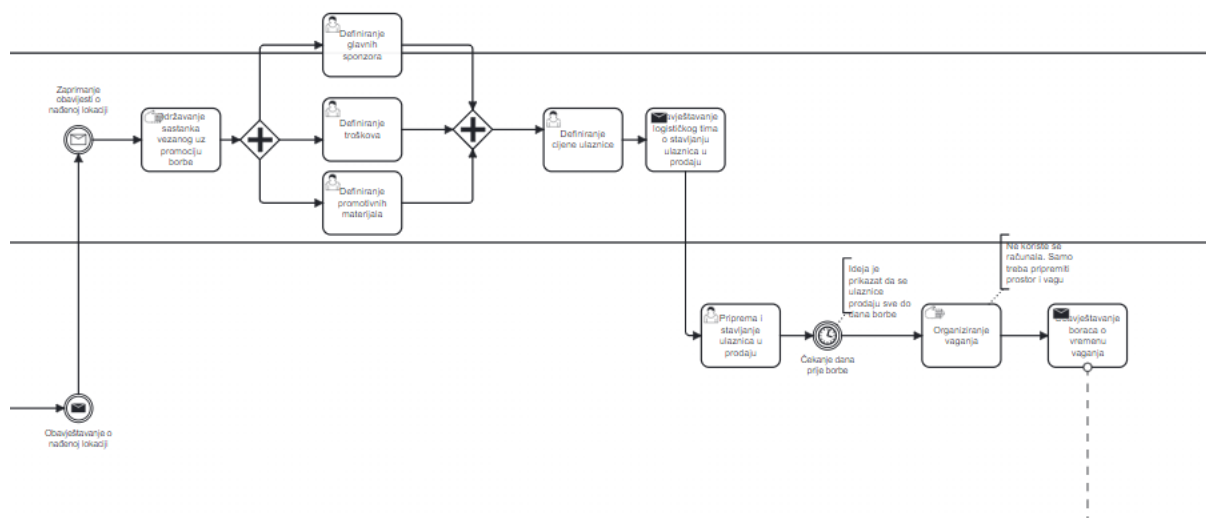 Definiranje
glavnih
sponzora
Zaprimanje
obavijesti o
nađenoj lokaciji
državanje
sastanka
vezanog uz
promociju
borbe
Definiranje
troškova
Definiranje
promotivnih
materijala
Definiranje
cijene ulaznice
avještavanje
logističkog tima
o stavljanju
ulaznica u
prodaju
Ideja je
prikazat da se
ulaznice
prodaju sve do
dana borbe
Ne koriste se
računala. Samo
treba pripremiti
prostor i vagu
Priprema i
stavljanje
ulaznica u
prodaju
Čekanje dana
prije borbe
Organiziranje
vaganja
avještavanje
boraca o
vremenu
vaganja
Obavještavanje o
nađenoj lokaciji